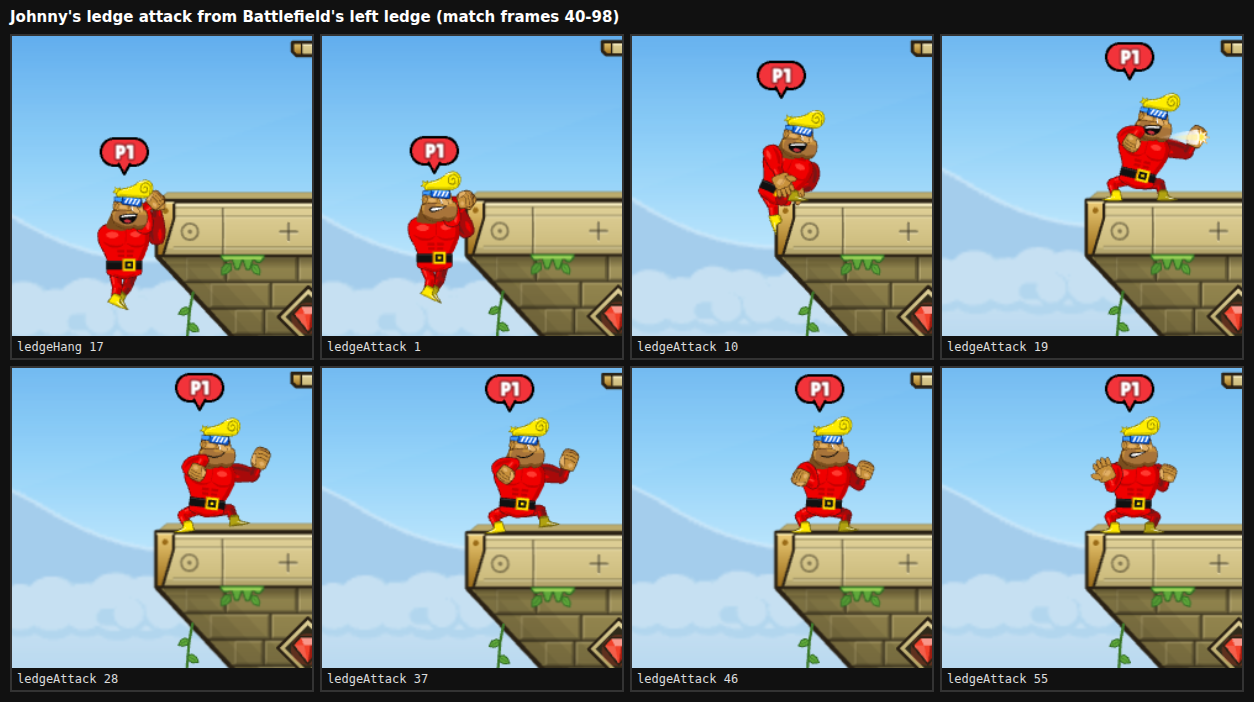 Johnny's ledge attack from Battlefield's left ledge (match frames 40-98)
P1
P1
P1
P1
ledgeHang 17
ledgeAttack 1
ledgeAttack 10
ledgeAttack 19
P1
P1
P1
P1
ledgeAttack 28
ledgeAttack 37
ledgeAttack 46
ledgeAttack 55